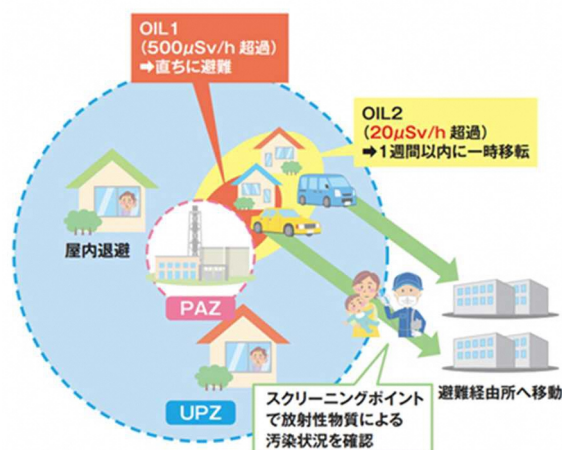 OIL1
(500μSv/h 超過)
➡直ちに避難
OIL2
(20μSv/h 超過)
➡1週間以内に一時移転
屋内退避
PAZ
UPZ
避難経由所へ移動
スクリーニングポイント
で放射性物質による
汚染状況を確認